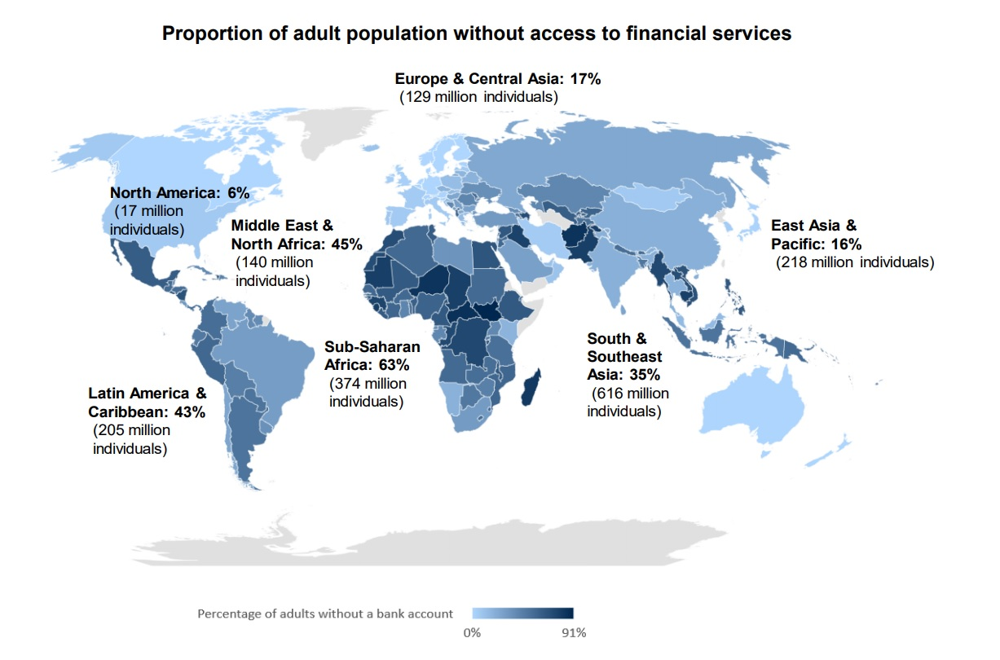 Proportion of adult population without access to financial services
Europe & Central Asia: 17%
(129 million individuals)
North America: 6%
(17 million
individuals)
Middle East &
North Africa: 45%
(140 million
individuals)
East Asia &
Pacific: 16%
(218 million individuals)
Sub-Saharan
Africa: 63%
(374 million
individuals)
South &
Southeast
Asia: 35%
(616 million
individuals)
Latin America &
Caribbean: 43%
(205 million
individuals)
Percentage of adults without a bank account
0%
91%